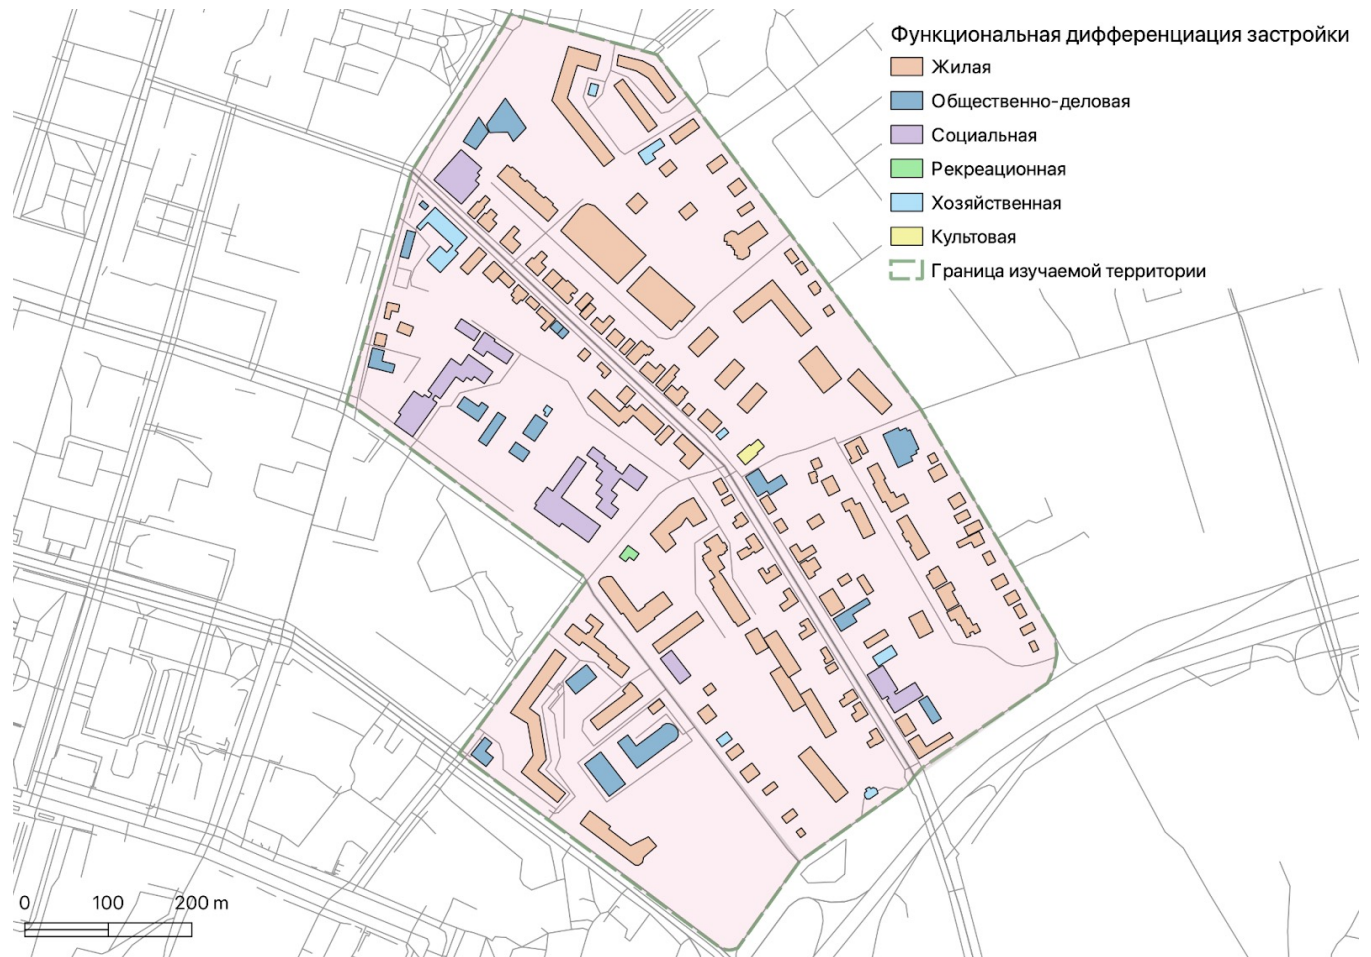 Функциональная дифференциация застройки
Жилая
Общественно-деловая
Социальная
Рекреационная
Хозяйственная
Культовая
Граница изучаемой территории
0 100 200 m